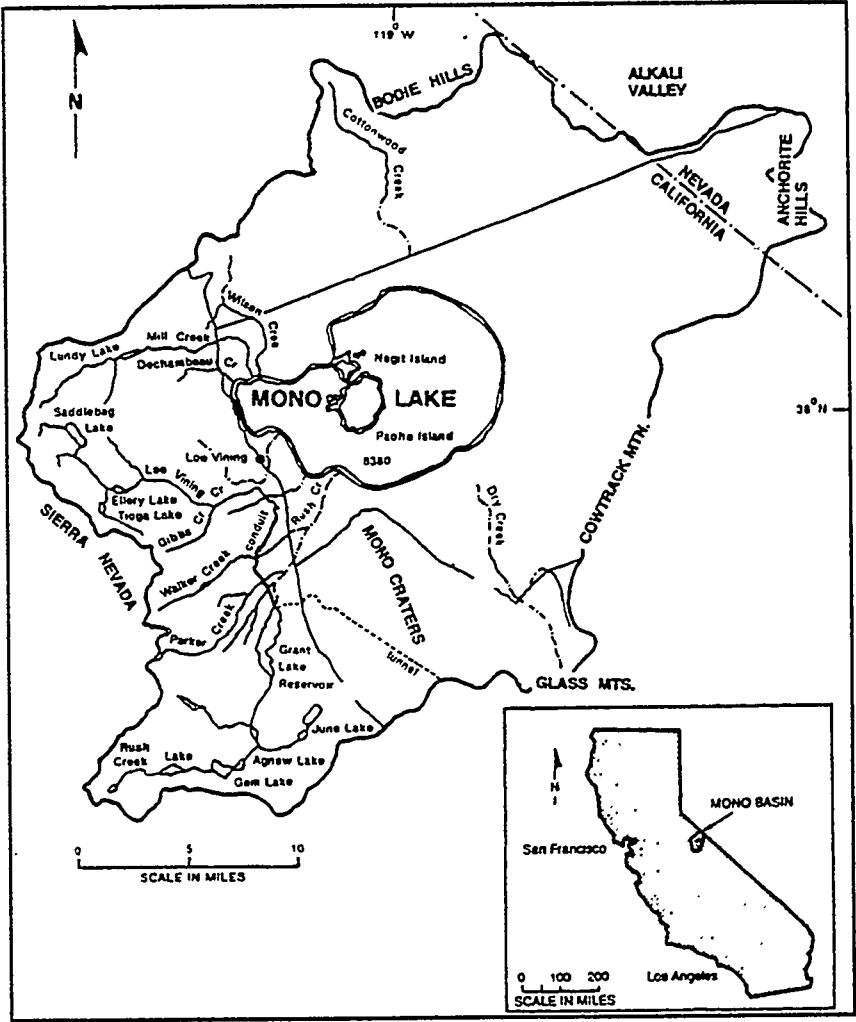 119° W
N
BODIE HILLS
ALKALI
VALLEY
Cottonwood
Creek
ANCHORITE
HILLS
NEVADA
CALIFORNIA
Wilson Cree
Mill Creek
Lundy Lake
Dechambeau Cr
Negit Island
MONO LAKE
38° N
Saddlebag
Lake
Paoha Island
Lee Vining
6380
Lee Vining Cr
Ellery Lake
Tioga Lake
Gibbs Cr
Rush Cr
Dry Creek
COWTRACK MTN.
SIERRA NEVADA
conduit
Walker Creek
MONO CRATERS
Parker Creek
Grant
Lake
Reservoir
tunnel
GLASS MTS.
June Lake
Rush
Creek
Lake
Agnew Lake
Gem Lake
0 5 10
SCALE IN MILES
N
MONO BASIN
San Francisco
Los Angeles
0 100 200
SCALE IN MILES